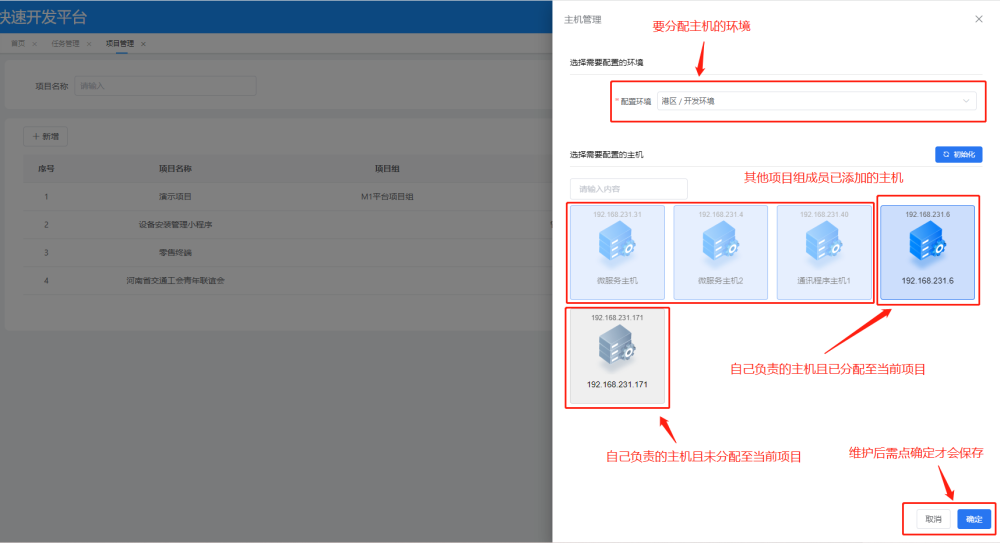 快速开发平台
首页 ×
任务管理 ×
项目管理 ×
项目名称
请输入
+ 新增
序号 项目名称 项目组
1 演示项目 M1平台项目组
2 设备安装管理小程序
3 零售终端
4 河南省交通工会青年联谊会
主机管理
要分配主机的环境
选择需要配置的环境
* 配置环境 港区 / 开发环境
选择需要配置的主机
初始化
其他项目组成员已添加的主机
请输入内容
192.168.231.31
微服务主机
192.168.231.4
微服务主机2
192.168.231.40
通讯程序主机1
192.168.231.6
192.168.231.6
192.168.231.171
192.168.231.171
自己负责的主机且已分配至当前项目
自己负责的主机且未分配至当前项目
维护后需点确定才会保存
取消
确定